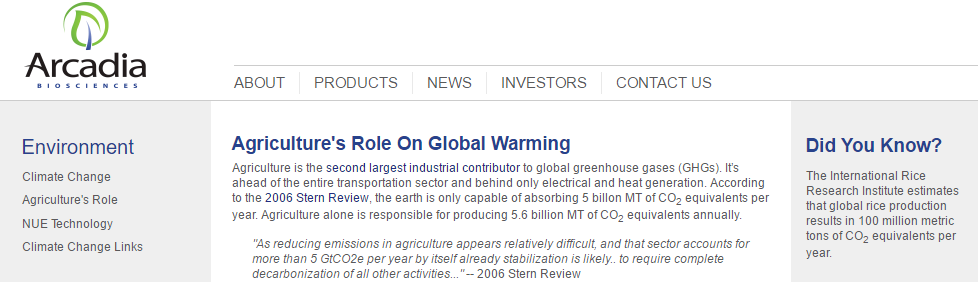 Arcadia
BIOSCIENCES
ABOUT
PRODUCTS
NEWS
INVESTORS
CONTACT US
Environment
Climate Change
Agriculture's Role
NUE Technology
Climate Change Links
Agriculture's Role On Global Warming
Agriculture is the second largest industrial contributor to global greenhouse gases (GHGs). It's
ahead of the entire transportation sector and behind only electrical and heat generation. According
to the 2006 Stern Review, the earth is only capable of absorbing 5 billon MT of CO2 equivalents per
year. Agriculture alone is responsible for producing 5.6 billion MT of CO2 equivalents annually.
"As reducing emissions in agriculture appears relatively difficult, and that sector accounts for
more than 5 GtCO2e per year by itself already stabilization is likely.. to require complete
decarbonization of all other activities..." -- 2006 Stern Review
Did You Know?
The International Rice
Research Institute estimates
that global rice production
results in 100 million metric
tons of CO2 equivalents per
year.